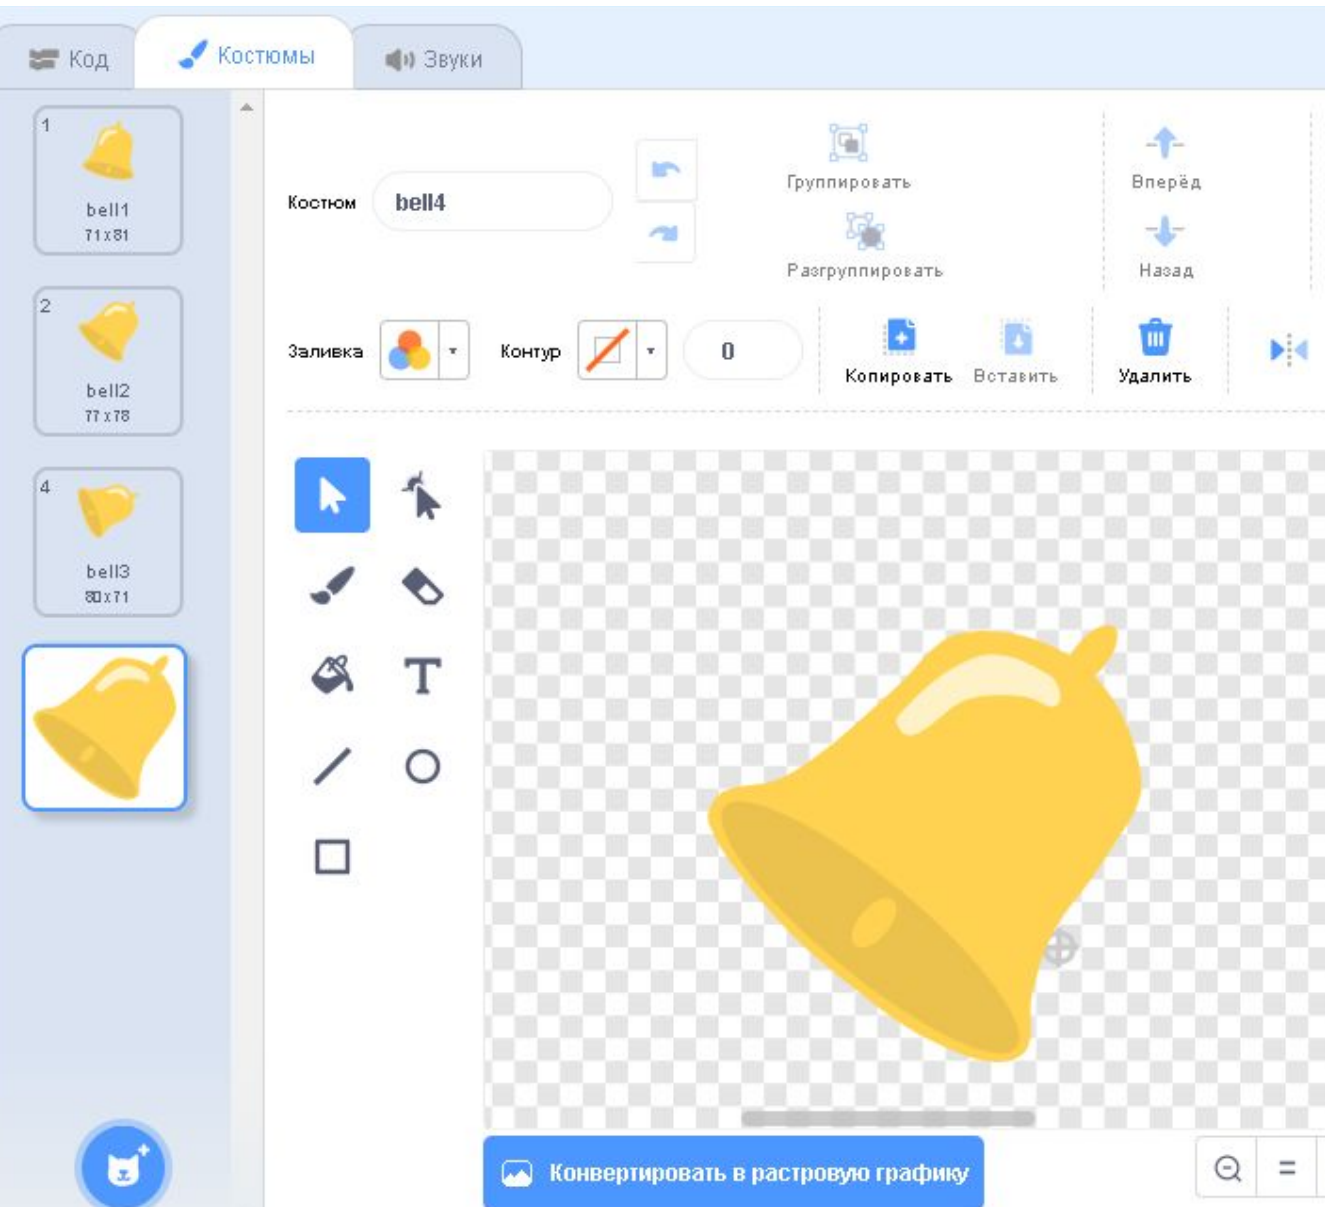 Код
Костюмы
Звуки
1
bell1
71x81
2
bell2
77x78
4
bell3
80x71
Костюм
bell4
Группировать
Разгруппировать
Вперёд
Назад
Заливка
Контур
0
Копировать
Вставить
Удалить
T
Конвертировать в растровую графику